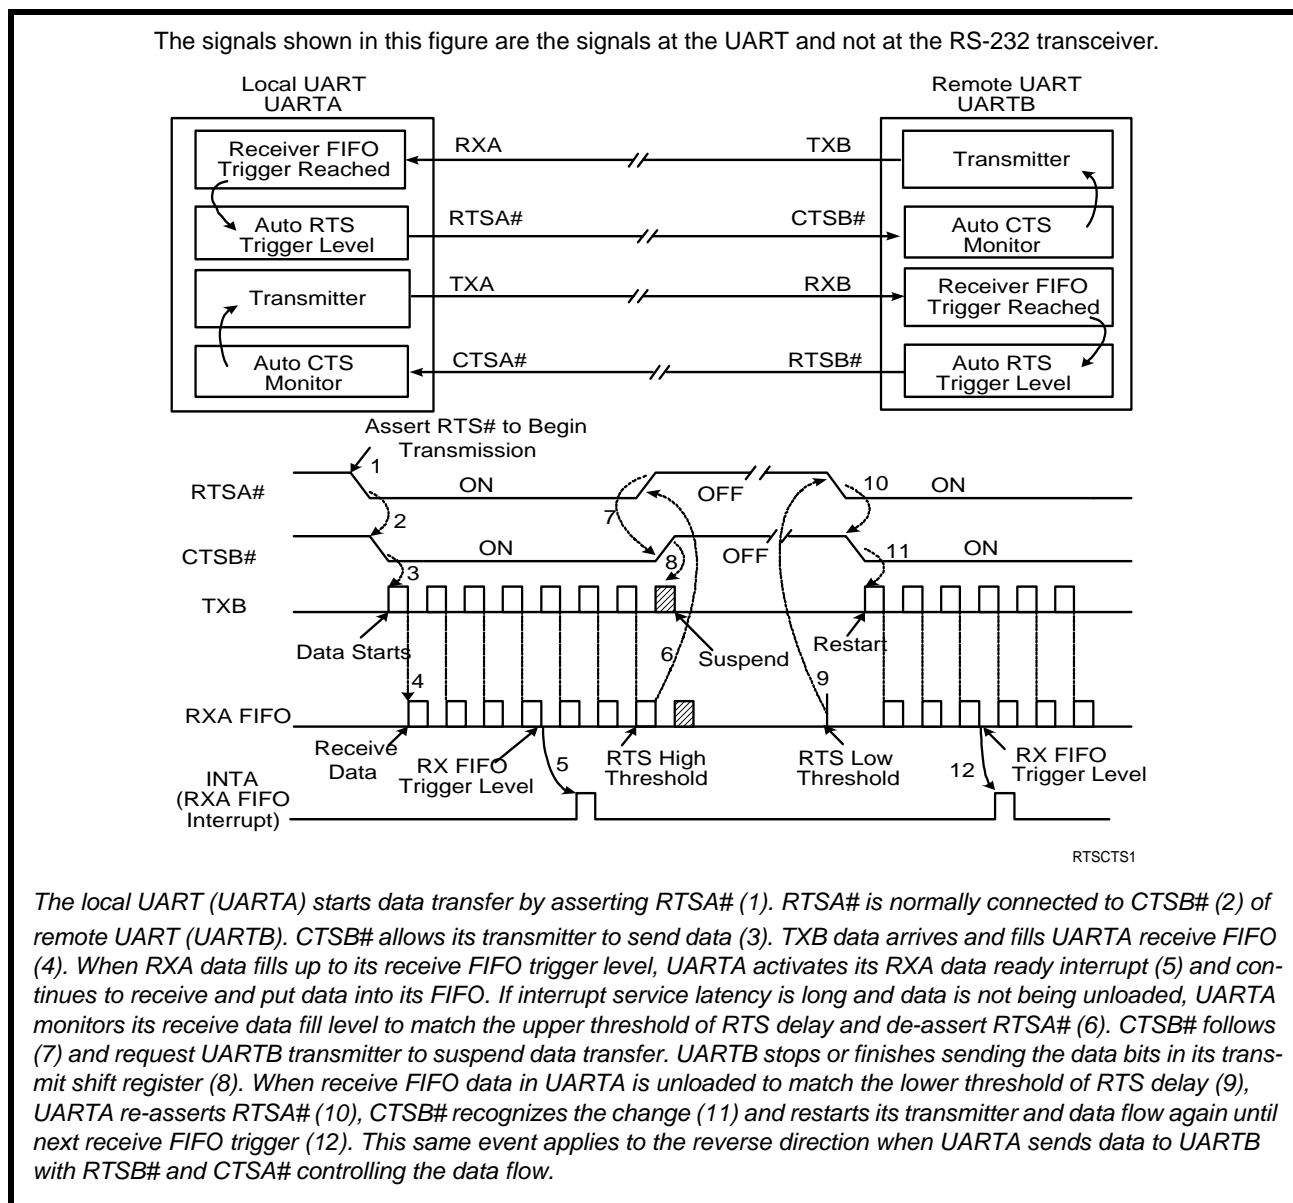 The signals shown in this figure are the signals at the UART and not at the RS-232 transceiver.
Local UART
UARTA
Remote UART
UARTB
Receiver FIFO
Trigger Reached
RXA
TXB
Transmitter
Auto RTS
Trigger Level
RTSA#
CTSB#
Auto CTS
Monitor
Transmitter
TXA
RXB
Receiver FIFO
Trigger Reached
Auto CTS
Monitor
CTSA#
RTSB#
Auto RTS
Trigger Level
Assert RTS# to Begin
Transmission
RTSA#
1
ON
OFF
10
ON
2
7
CTSB#
ON
OFF
11
ON
3
8
TXB
Data Starts
Suspend
Restart
4
6
9
RXA FIFO
Receive
Data
RX FIFO
Trigger Level
5
RTS High
Threshold
RTS Low
Threshold
12
RX FIFO
Trigger Level
INTA
(RXA FIFO
Interrupt)
RTSCTS1
The local UART (UARTA) starts data transfer by asserting RTSA# (1). RTSA# is normally connected to CTSB# (2) of
remote UART (UARTB). CTSB# allows its transmitter to send data (3). TXB data arrives and fills UARTA receive FIFO
(4). When RXA data fills up to its receive FIFO trigger level, UARTA activates its RXA data ready interrupt (5) and con-
tinues to receive and put data into its FIFO. If interrupt service latency is long and data is not being unloaded, UARTA
monitors its receive data fill level to match the upper threshold of RTS delay and de-assert RTSA# (6). CTSB# follows
(7) and request UARTB transmitter to suspend data transfer. UARTB stops or finishes sending the data bits in its trans-
mit shift register (8). When receive FIFO data in UARTA is unloaded to match the lower threshold of RTS delay (9),
UARTA re-asserts RTSA# (10), CTSB# recognizes the change (11) and restarts its transmitter and data flow again until
next receive FIFO trigger (12). This same event applies to the reverse direction when UARTA sends data to UARTB
with RTSB# and CTSA# controlling the data flow.